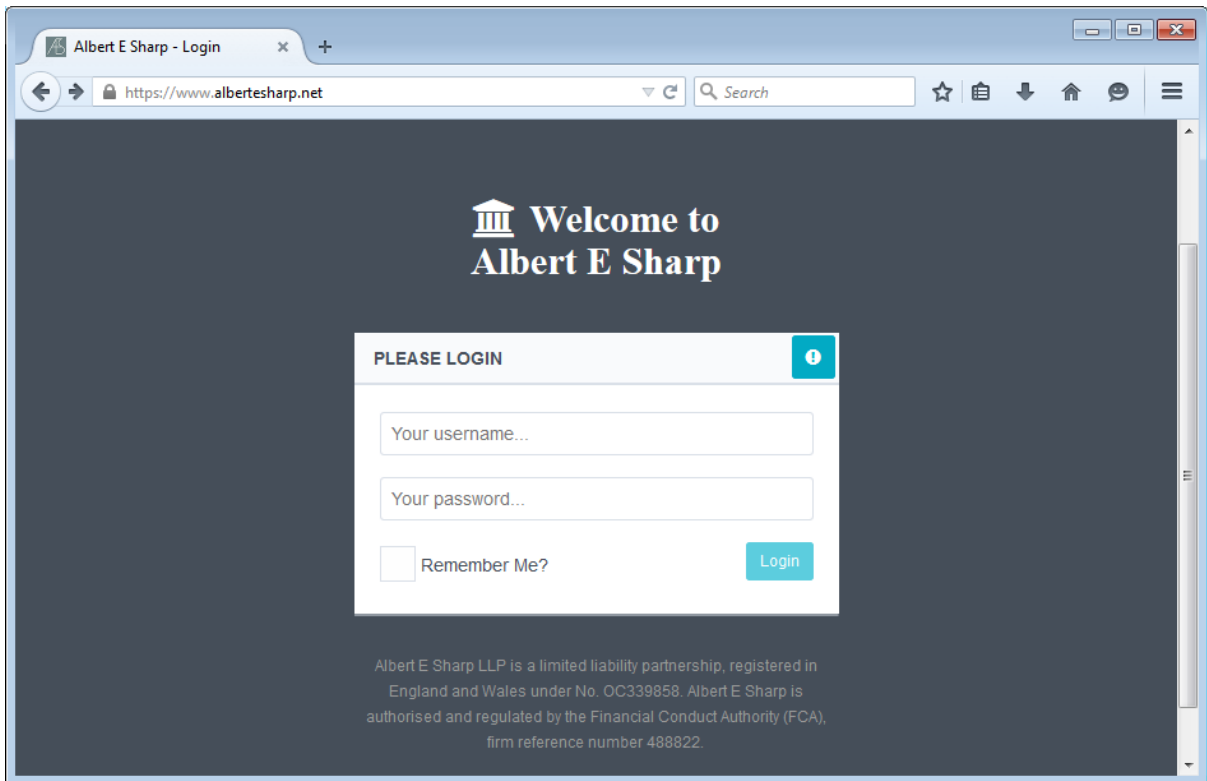 Albert E Sharp - Login
https://www.albertesharp.net
Search
Welcome to
Albert E Sharp
PLEASE LOGIN
Your username...
Your password...
Remember Me?
Login
Albert E Sharp LLP is a limited liability partnership, registered in
England and Wales under No. OC339858. Albert E Sharp is
authorised and regulated by the Financial Conduct Authority (FCA),
firm reference number 488822.